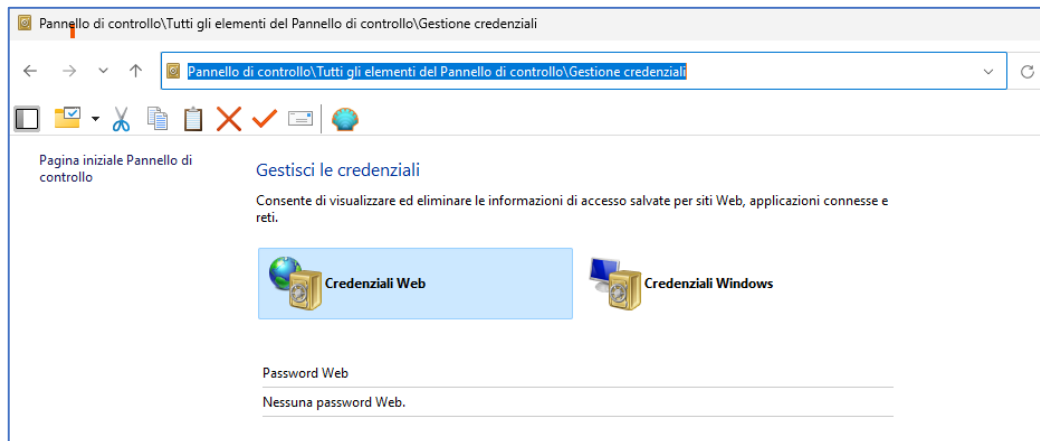 Pannello di controllo\Tutti gli elementi del Pannello di controllo\Gestione credenziali
Pannello di controllo\Tutti gli elementi del Pannello di controllo\Gestione credenziali
Pagina iniziale Pannello di
controllo
Gestisci le credenziali
Consente di visualizzare ed eliminare le informazioni di accesso salvate per siti Web, applicazioni connesse e
reti.
Credenziali Web
Credenziali Windows
Password Web
Nessuna password Web.